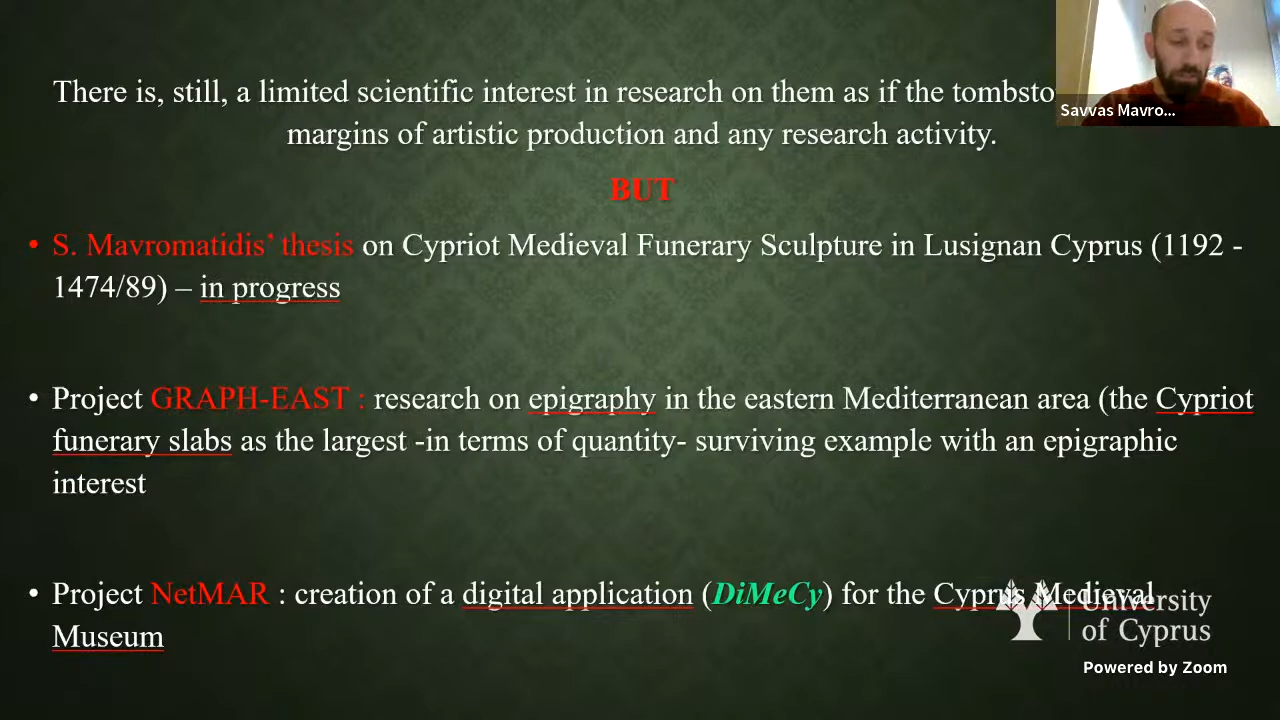 There is, still, a limited scientific interest in research on them as if the
margins of artistic production and any research activity.
BUT
• S. Mavromatidis’ thesis on Cypriot Medieval Funerary Sculpture in Lusignan Cyprus (1192 -
1474/89) – in progress
• Project GRAPH-EAST : research on epigraphy in the eastern Mediterranean area (the Cypriot
funerary slabs as the largest -in terms of quantity- surviving example with an epigraphic
interest
• Project NetMAR : creation of a digital application (DiMeCy) for the Cyprus Medieval
Museum
Savvas Mavro...
University
of Cyprus
Powered by Zoom